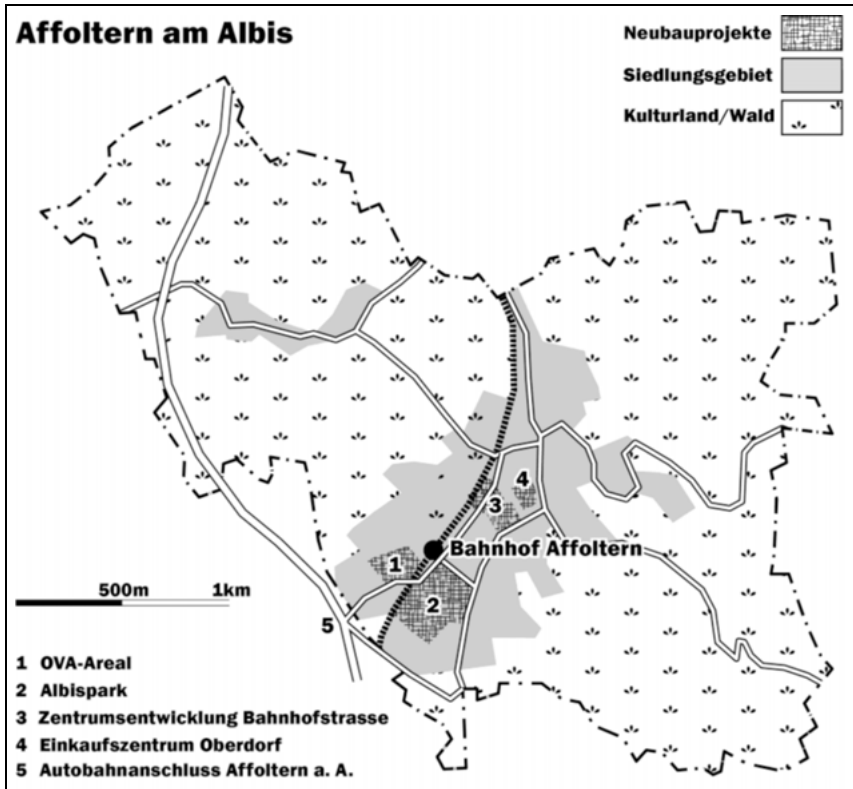 Affoltern am Albis
Neubauprojekte
Siedlungsgebiet
Kulturland/Wald
4
3
Bahnhof Affoltern
1
2
500m 1km
5
1 OVA-Areal
2 Albispark
3 Zentrumsentwicklung Bahnhofstrasse
4 Einkaufszentrum Oberdorf
5 Autobahnanschluss Affoltern a. A.